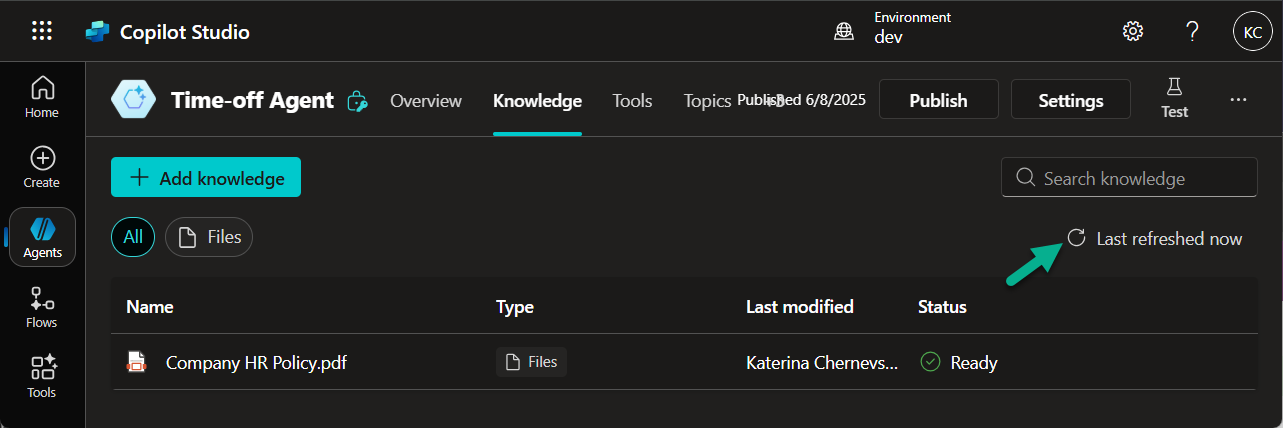 Copilot Studio
Environment
dev
KC
Home
Create
Agents
Flows
Tools
Time-off Agent
Overview
Knowledge
Tools
Topics
Published 6/8/2025
Publish
Settings
Test
Add knowledge
Search knowledge
All
Files
Last refreshed now
Name Type Last modified Status
Company HR Policy.pdf Files Katerina Chernevs... Ready